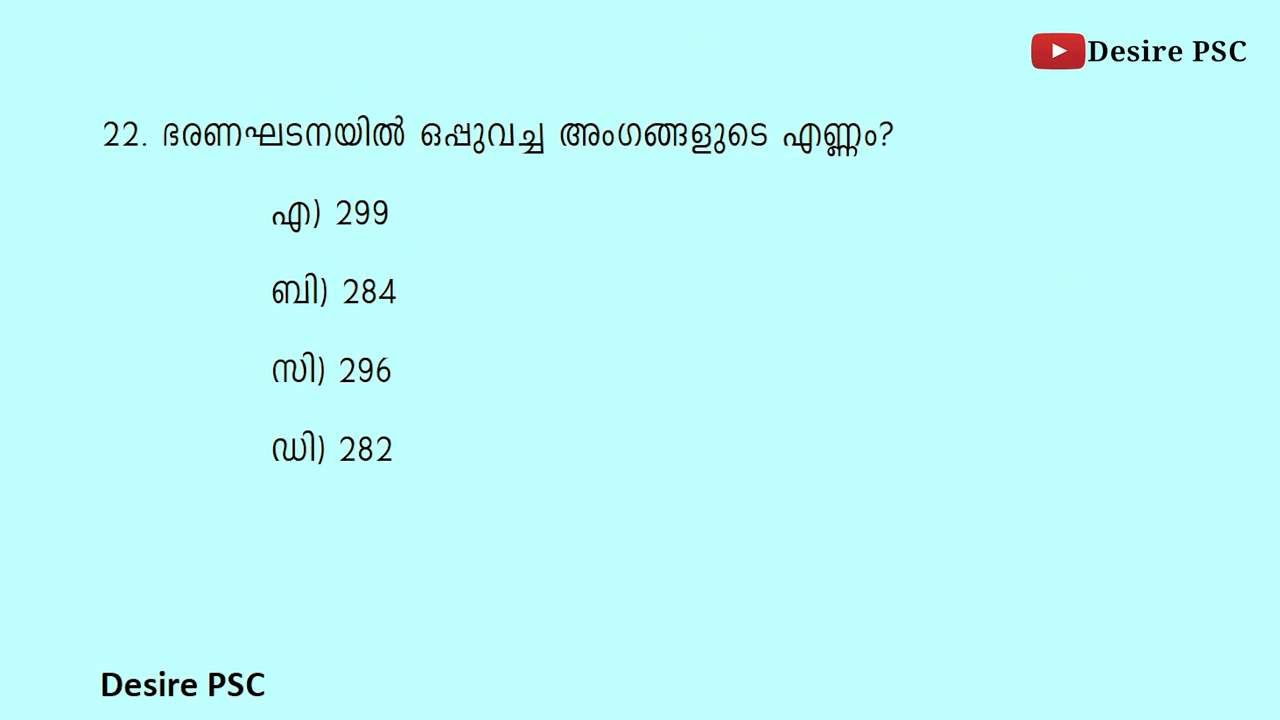 Desire PSC
22. ഭരണഘടനയിൽ ഒപ്പുവച്ച അംഗങ്ങളുടെ എണ്ണം?
എ) 299
ബി) 284
സി) 296
ഡി) 282
Desire PSC